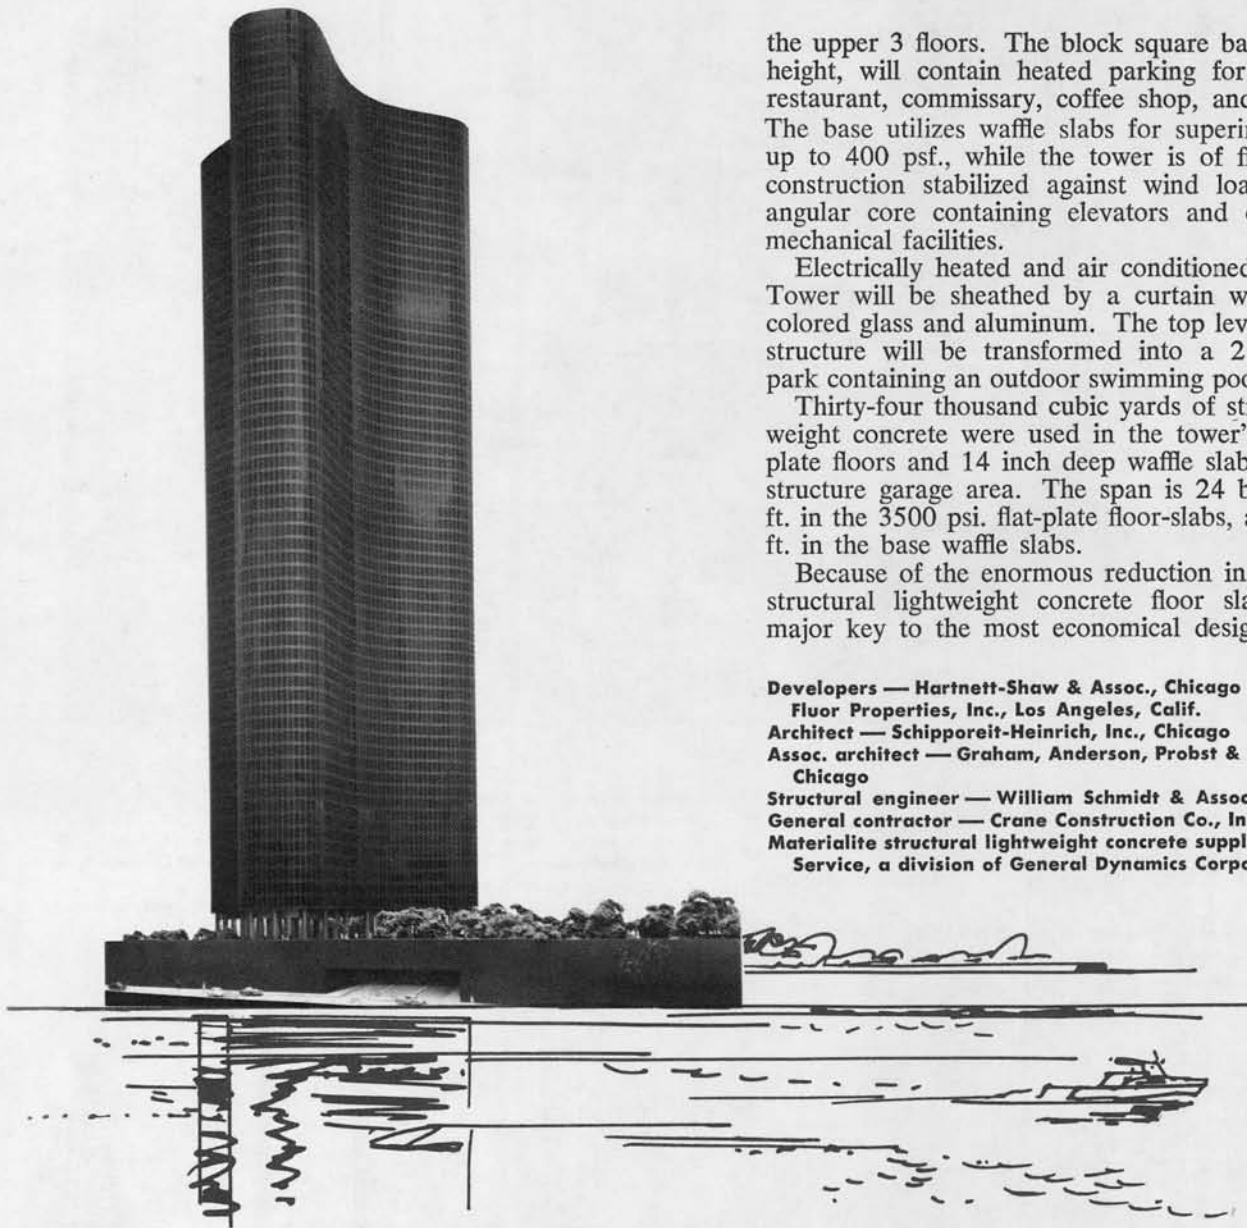 the upper 3 floors. The block square ba
height, will contain heated parking for
restaurant, commissary, coffee shop, and
The base utilizes waffle slabs for superi
up to 400 psf., while the tower is of f
construction stabilized against wind loa
angular core containing elevators and
mechanical facilities.
Electrically heated and air conditioned
Tower will be sheathed by a curtain w
colored glass and aluminum. The top lev
structure will be transformed into a 2
park containing an outdoor swimming poo
Thirty-four thousand cubic yards of st
weight concrete were used in the tower'
plate floors and 14 inch deep waffle slab
structure garage area. The span is 24 b
ft. in the 3500 psi. flat-plate floor-slabs, a
ft. in the base waffle slabs.
Because of the enormous reduction in
structural lightweight concrete floor sla
major key to the most economical desig
Developers — Hartnett-Shaw & Assoc., Chicago
Fluor Properties, Inc., Los Angeles, Calif.
Architect — Schipporeit-Heinrich, Inc., Chicago
Assoc. architect — Graham, Anderson, Probst &
Chicago
Structural engineer — William Schmidt & Assoc
General contractor — Crane Construction Co., In
Materialite structural lightweight concrete suppl
Service, a division of General Dynamics Corpo